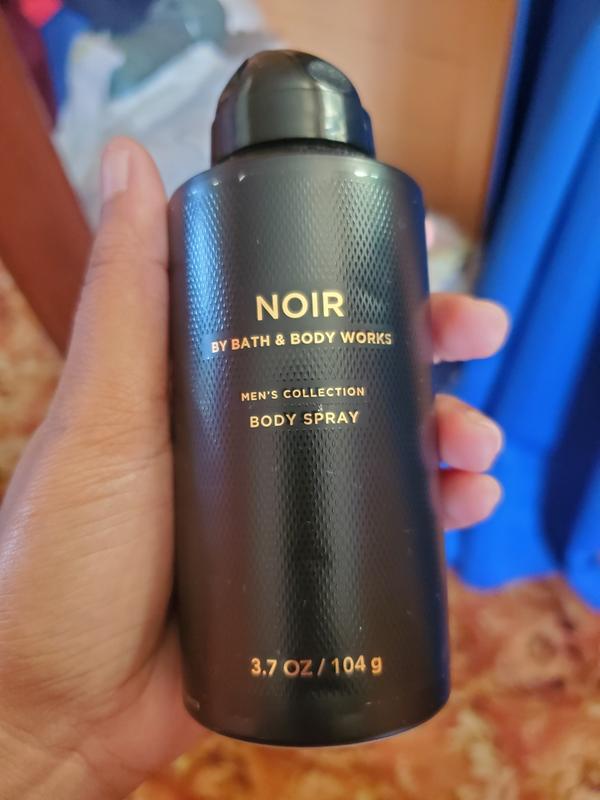 NOIR
BY BATH & BODY WORKS
MEN'S COLLECTION
BODY SPRAY
3.7 OZ / 104 g